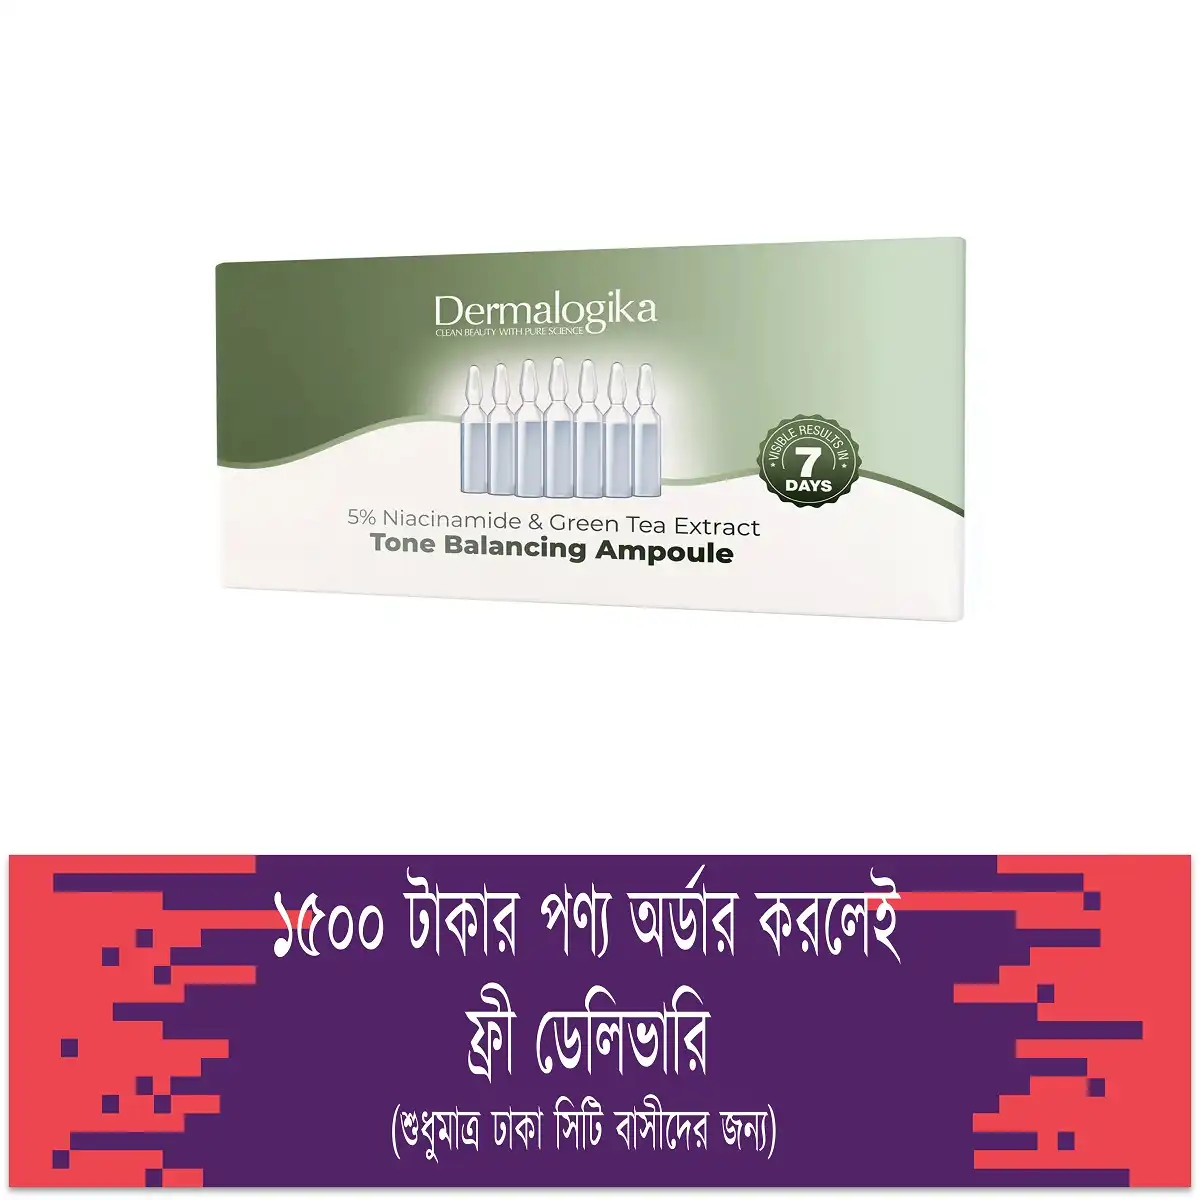 Dermalogika
CLEAN BEAUTY WITH PURE SCIENCE
VISIBLE RESULTS IN
7
DAYS
5% Niacinamide & Green Tea Extract
Tone Balancing Ampoule
১৫০০ টাকার পণ্য অর্ডার করলেই
ফ্রী ডেলিভারি
(শুধুমাত্র ঢাকা সিটি বাসীদের জন্য)